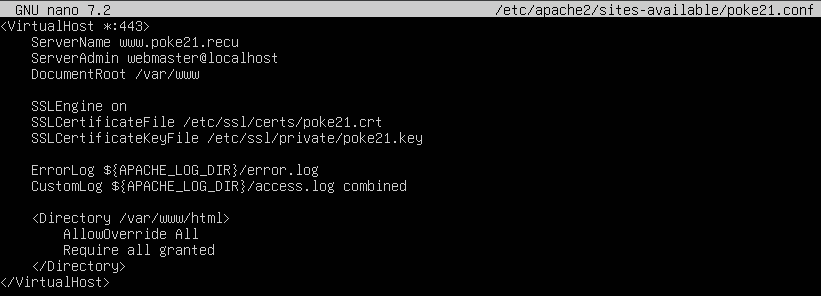 GNU nano 7.2 /etc/apache2/sites-available/poke21.conf
<VirtualHost *:443>
    ServerName www.poke21.recu
    ServerAdmin webmaster@localhost
    DocumentRoot /var/www

    SSLEngine on
    SSLCertificateFile /etc/ssl/certs/poke21.crt
    SSLCertificateKeyFile /etc/ssl/private/poke21.key

    ErrorLog ${APACHE_LOG_DIR}/error.log
    CustomLog ${APACHE_LOG_DIR}/access.log combined

    <Directory /var/www/html>
        AllowOverride All
        Require all granted
    </Directory>
</VirtualHost>